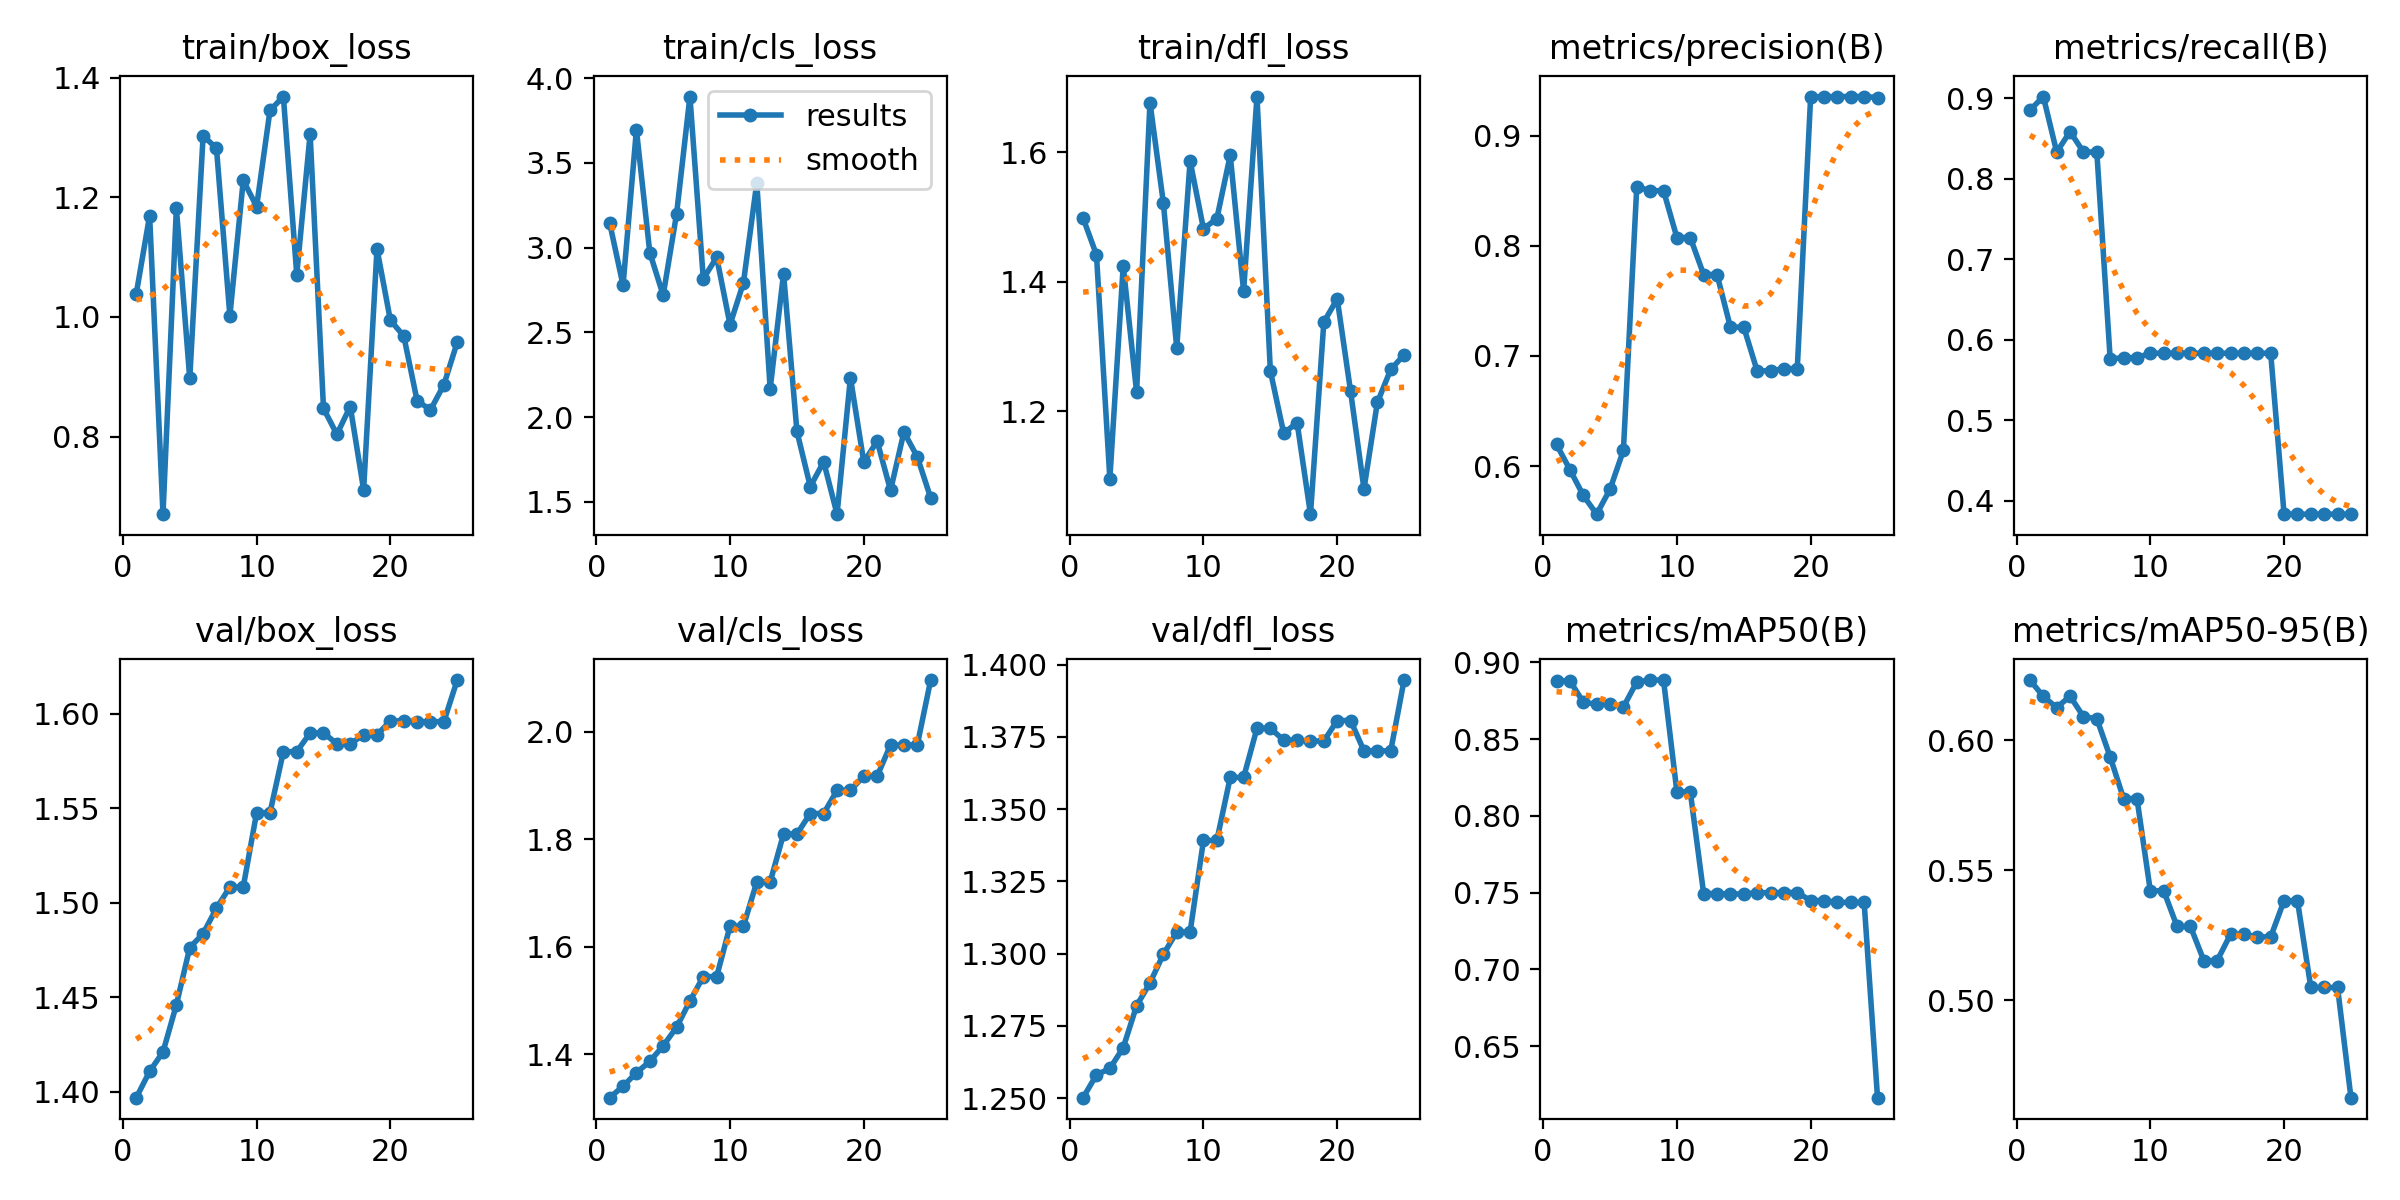 train/box_loss
1.4
1.2
1.0
0.8
0 10 20
train/cls_loss
results
smooth
4.0
3.5
3.0
2.5
2.0
1.5
0 10 20
train/dfl_loss
1.6
1.4
1.2
0 10 20
metrics/precision(B)
0.9
0.8
0.7
0.6
0 10 20
metrics/recall(B)
0.9
0.8
0.7
0.6
0.5
0.4
0 10 20
val/box_loss
1.60
1.55
1.50
1.45
1.40
0 10 20
val/cls_loss
2.0
1.8
1.6
1.4
0 10 20
val/dfl_loss
1.400
1.375
1.350
1.325
1.300
1.275
1.250
0 10 20
metrics/mAP50(B)
0.90
0.85
0.80
0.75
0.70
0.65
0 10 20
metrics/mAP50-95(B)
0.60
0.55
0.50
0 10 20